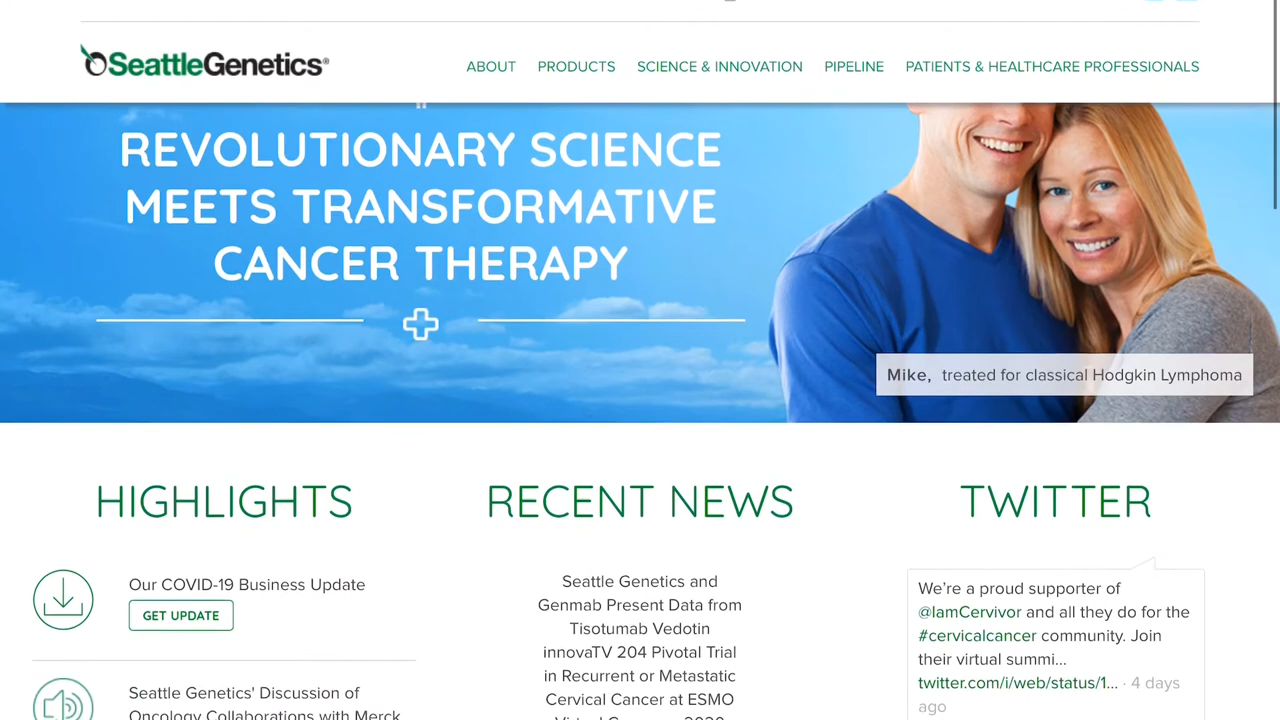 SeattleGenetics®
ABOUT
PRODUCTS
SCIENCE & INNOVATION
PIPELINE
PATIENTS & HEALTHCARE PROFESSIONALS
REVOLUTIONARY SCIENCE
MEETS TRANSFORMATIVE
CANCER THERAPY
Mike, treated for classical Hodgkin Lymphoma
HIGHLIGHTS
Our COVID-19 Business Update
GET UPDATE
Seattle Genetics' Discussion of
Oncology Collaborations with Merck
RECENT NEWS
Seattle Genetics and
Genmab Present Data from
Tisotumab Vedotin
innovaTV 204 Pivotal Trial
in Recurrent or Metastatic
Cervical Cancer at ESMO
Virtual Congress 2020
TWITTER
We're a proud supporter of
@IamCervivor and all they do for the
#cervicalcancer community. Join
their virtual summi...
twitter.com/i/web/status/1... · 4 days
ago